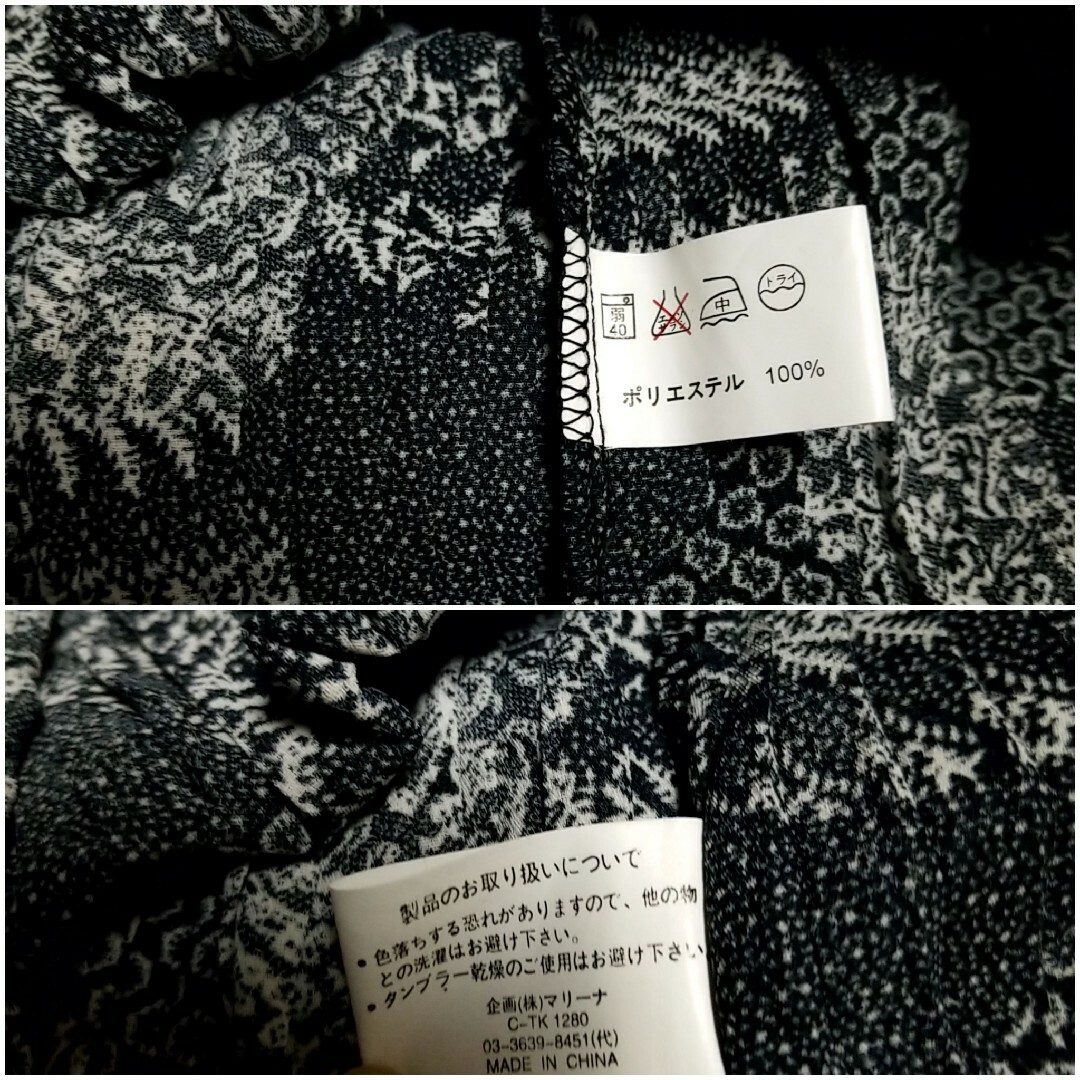 弱
40
エンソ
サラシ
中
ドライ
ポリエステル 100%
製品のお取り扱いについて
• 色落ちする恐れがありますので、他の物
との洗濯はお避け下さい。
• タンブラー乾燥のご使用はお避け下さい
企画(株)マリーナ
C-TK 1280
03-3639-8451(代)
MADE IN CHINA